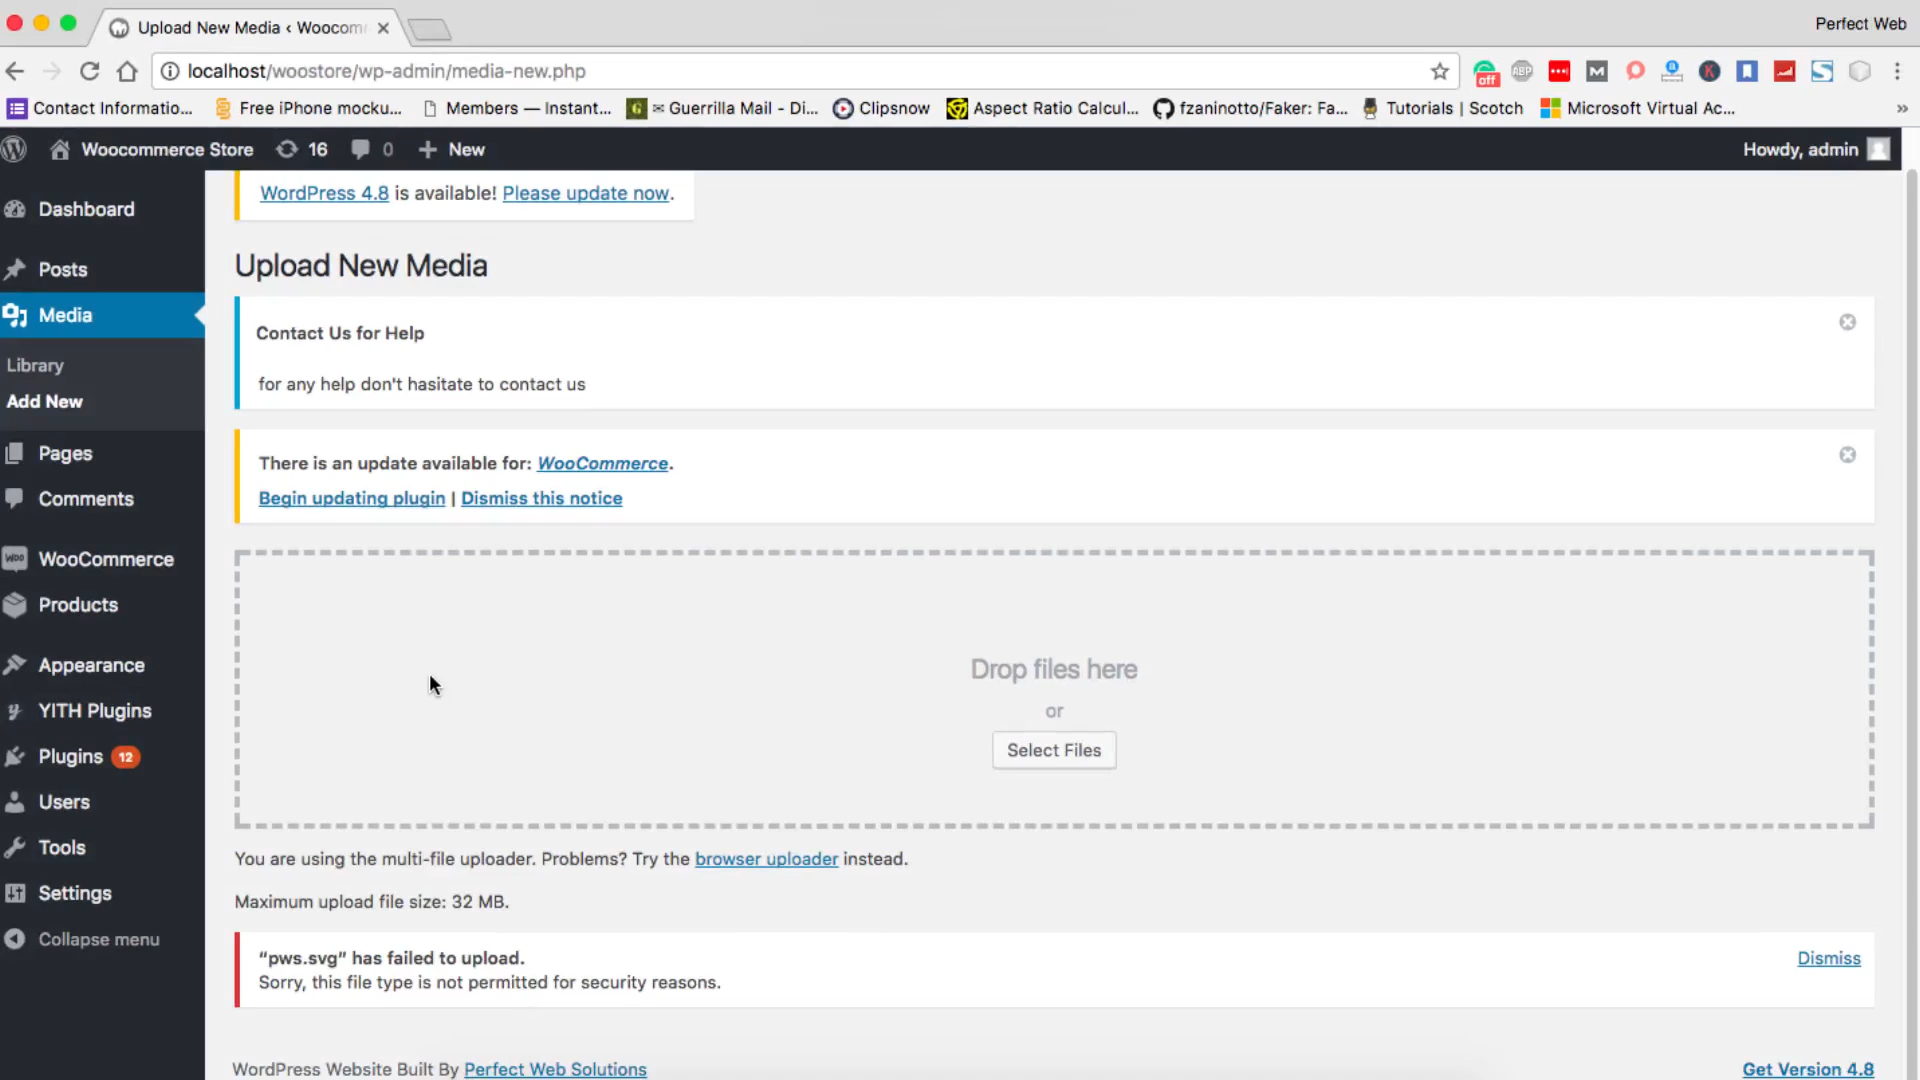 Upload New Media ‹ Woocom
Perfect Web
localhost/woostore/wp-admin/media-new.php
off
ABP
M
K
S
Contact Informatio...
Free iPhone mocku...
Members — Instant...
G
✉ Guerrilla Mail - Di...
Clipsnow
Aspect Ratio Calcul...
fzaninotto/Faker: Fa...
Tutorials | Scotch
Microsoft Virtual Ac...
»
Woocommerce Store
16
0
+ New
Howdy, admin
Dashboard
Posts
Media
Library
Add New
Pages
Comments
WooCommerce
Products
Appearance
YITH Plugins
Plugins 12
Users
Tools
Settings
Collapse menu
WordPress 4.8 is available! Please update now.
Upload New Media
Contact Us for Help
for any help don't hasitate to contact us
There is an update available for: WooCommerce.
Begin updating plugin | Dismiss this notice
Drop files here
or
Select Files
You are using the multi-file uploader. Problems? Try the browser uploader instead.
Maximum upload file size: 32 MB.
“pws.svg” has failed to upload.
Dismiss
Sorry, this file type is not permitted for security reasons.
WordPress Website Built By Perfect Web Solutions
Get Version 4.8